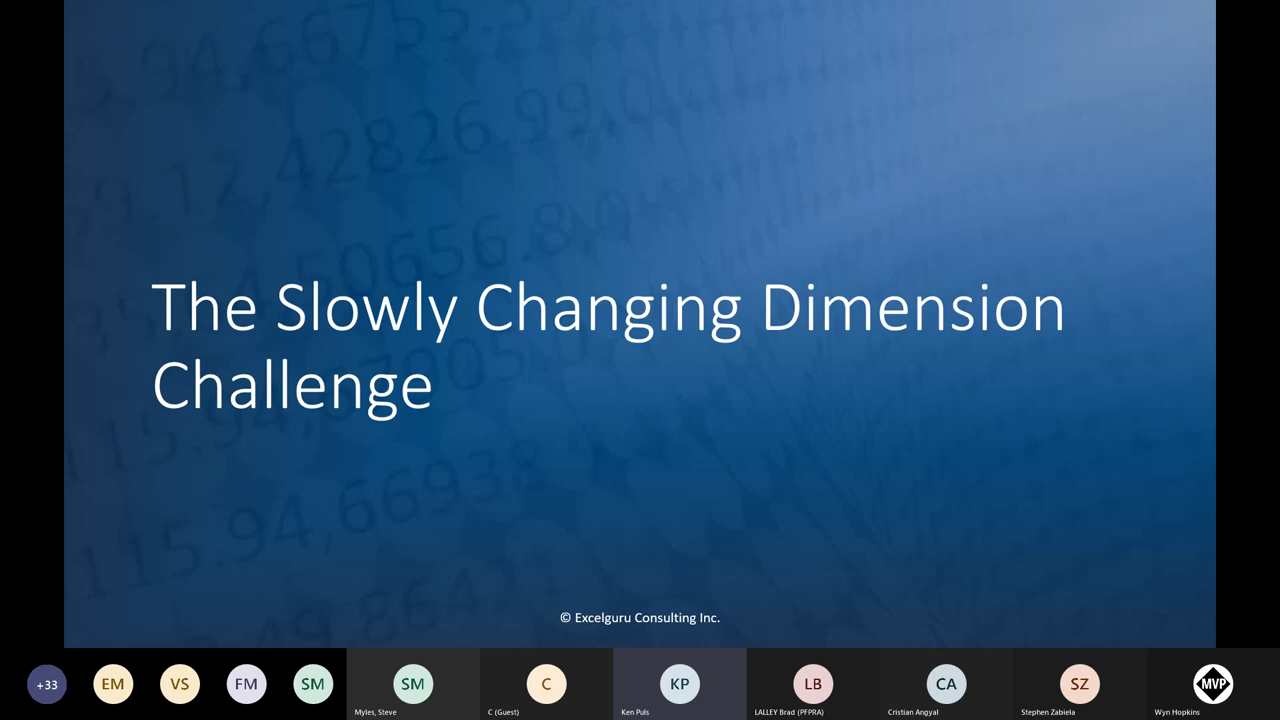 The Slowly Changing Dimension
Challenge
© Excelguru Consulting Inc.
+33
EM
VS
FM
SM
SM
C
KP
LB
CA
SZ
MVP
Myles, Steve
C (Guest)
Ken Puls
LALLEY Brad (PFPRA)
Cristian Angyal
Stephen Zabiela
Wyn Hopkins